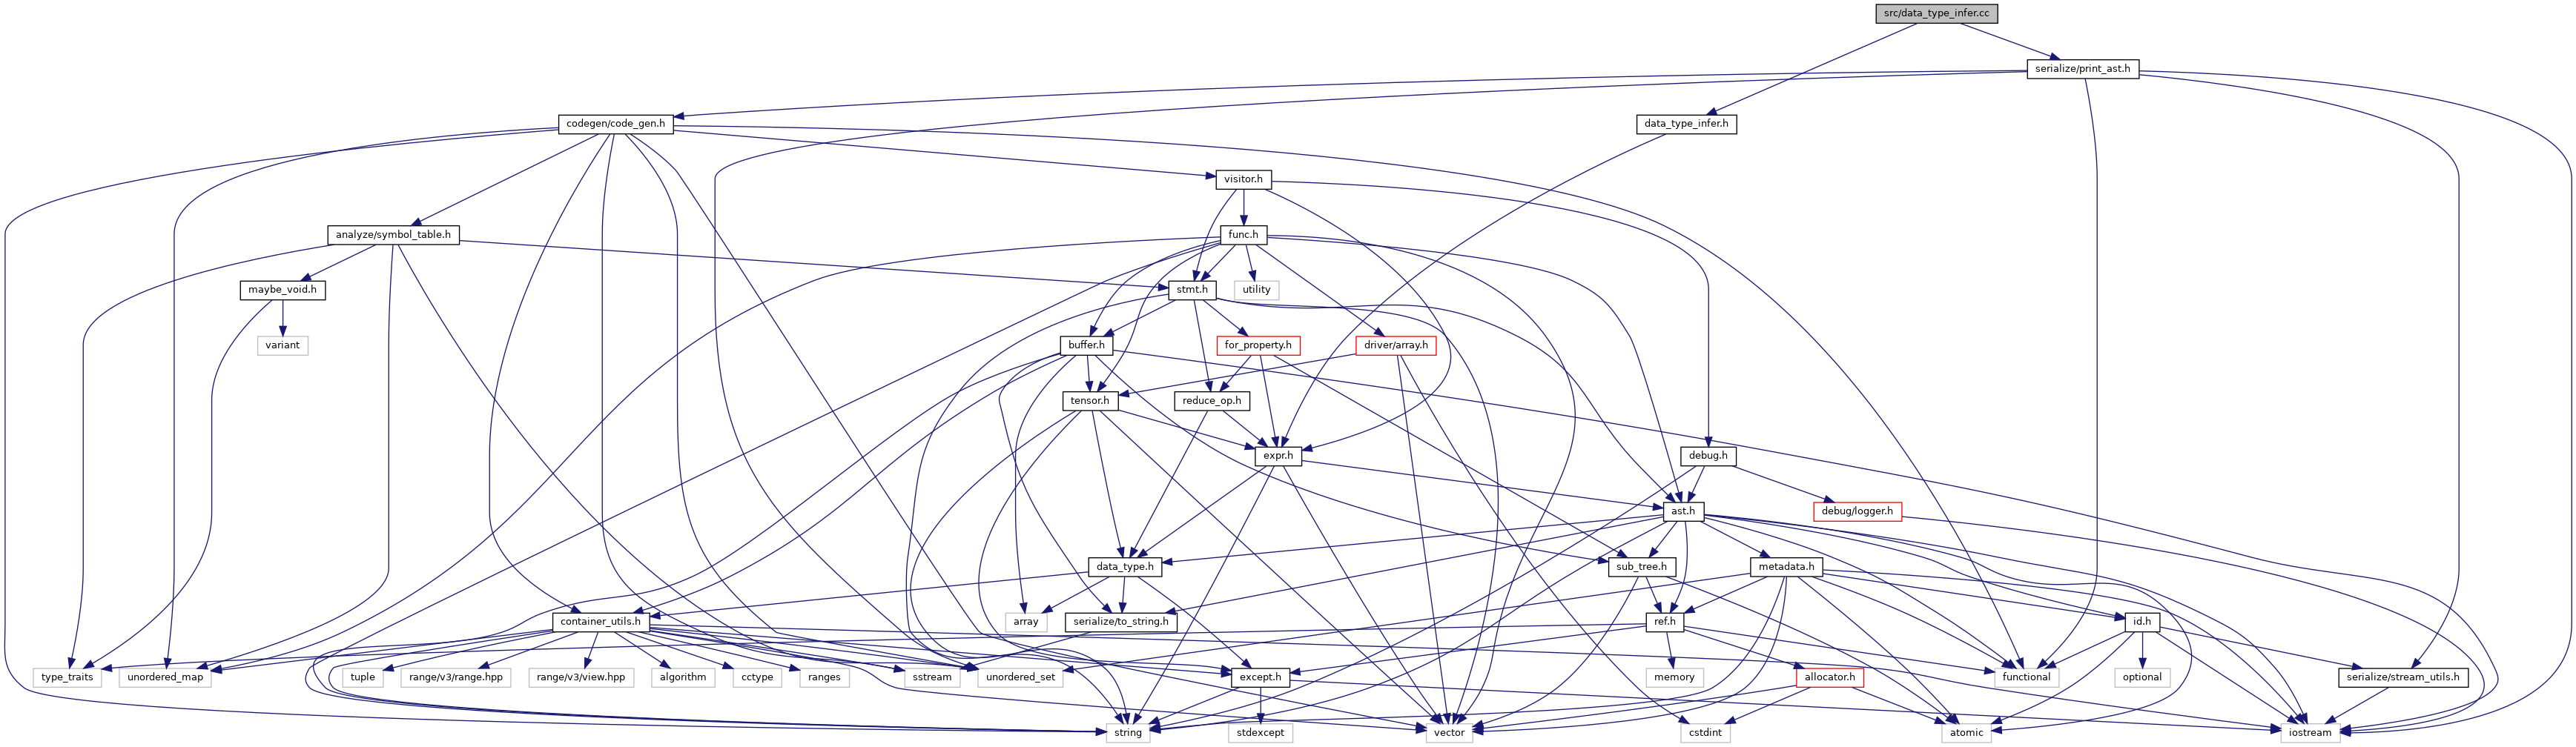 src/data_type_infer.cc
serialize/print_ast.h
codegen/code_gen.h
data_type_infer.h
visitor.h
analyze/symbol_table.h
func.h
maybe_void.h
stmt.h
utility
variant
buffer.h
for_property.h
driver/array.h
tensor.h
reduce_op.h
expr.h
debug.h
ast.h
debug/logger.h
data_type.h
sub_tree.h
metadata.h
container_utils.h
array
serialize/to_string.h
ref.h
id.h
type_traits
unordered_map
tuple
range/v3/range.hpp
range/v3/view.hpp
algorithm
cctype
ranges
sstream
unordered_set
except.h
memory
allocator.h
functional
optional
serialize/stream_utils.h
string
stdexcept
vector
cstdint
atomic
iostream